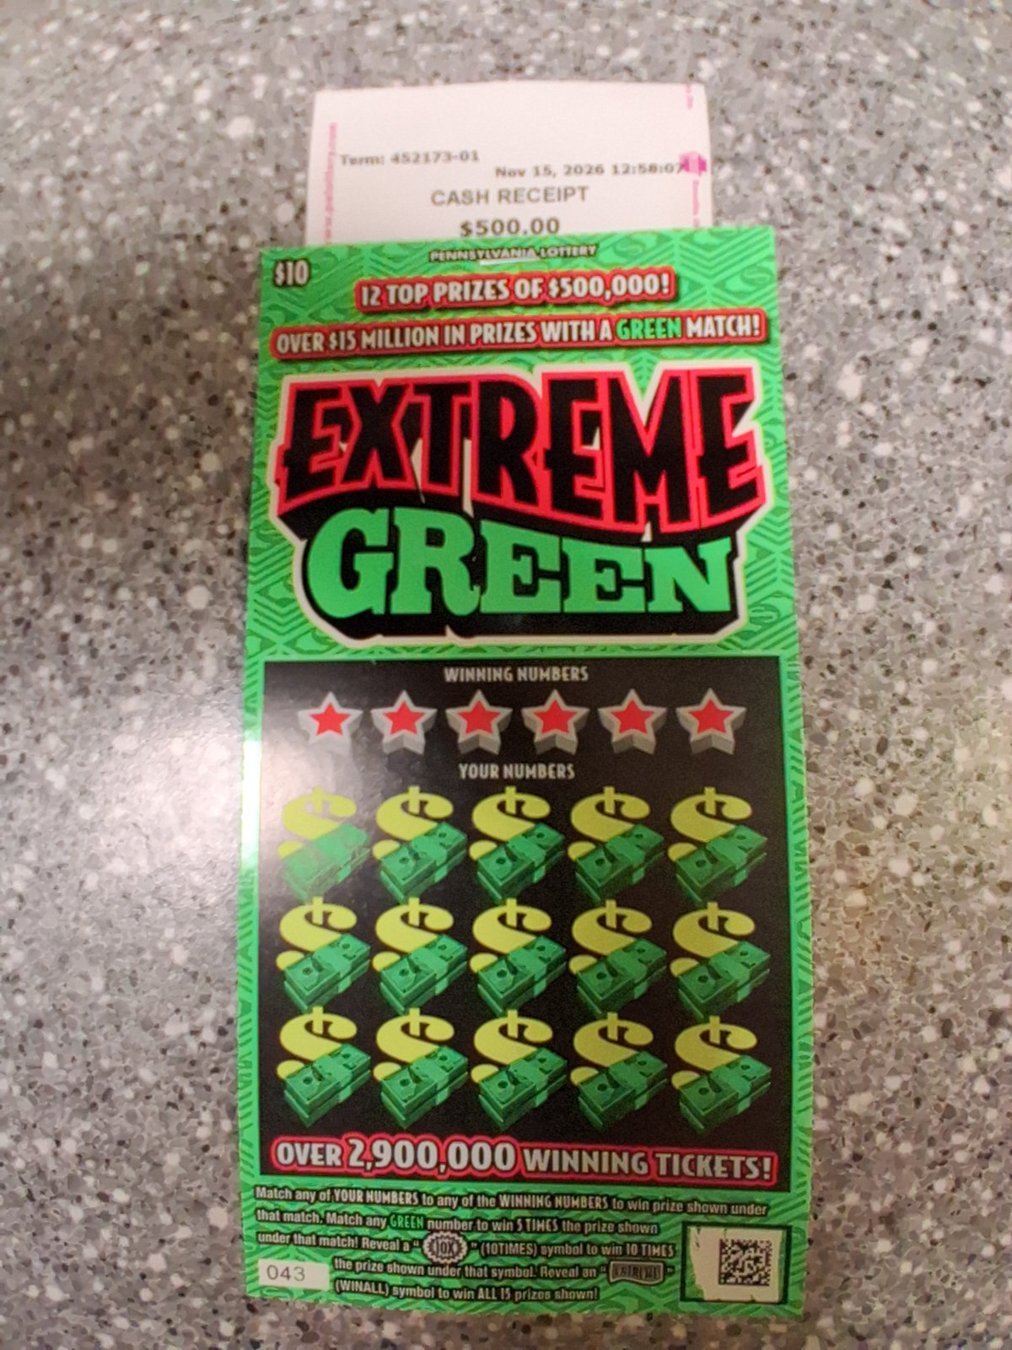 Term: 452173-01
Nov 15, 2026 12:58:07
CASH RECEIPT
$500.00
PENNSYLVANIA LOTTERY
$10
12 TOP PRIZES OF $500,000!
OVER $15 MILLION IN PRIZES WITH A GREEN MATCH!
EXTREME
GREEN
WINNING NUMBERS
YOUR NUMBERS
OVER 2,900,000 WINNING TICKETS!
Match any of YOUR NUMBERS to any of the WINNING NUMBERS to win prize shown under
that match. Match any GREEN number to win 5 TIMES the prize shown
under that match! Reveal a "10X" (10TIMES) symbol to win 10 TIMES
the prize shown under that symbol. Reveal an "EXTREME"
(WINALL) symbol to win ALL 15 prizes shown!
043